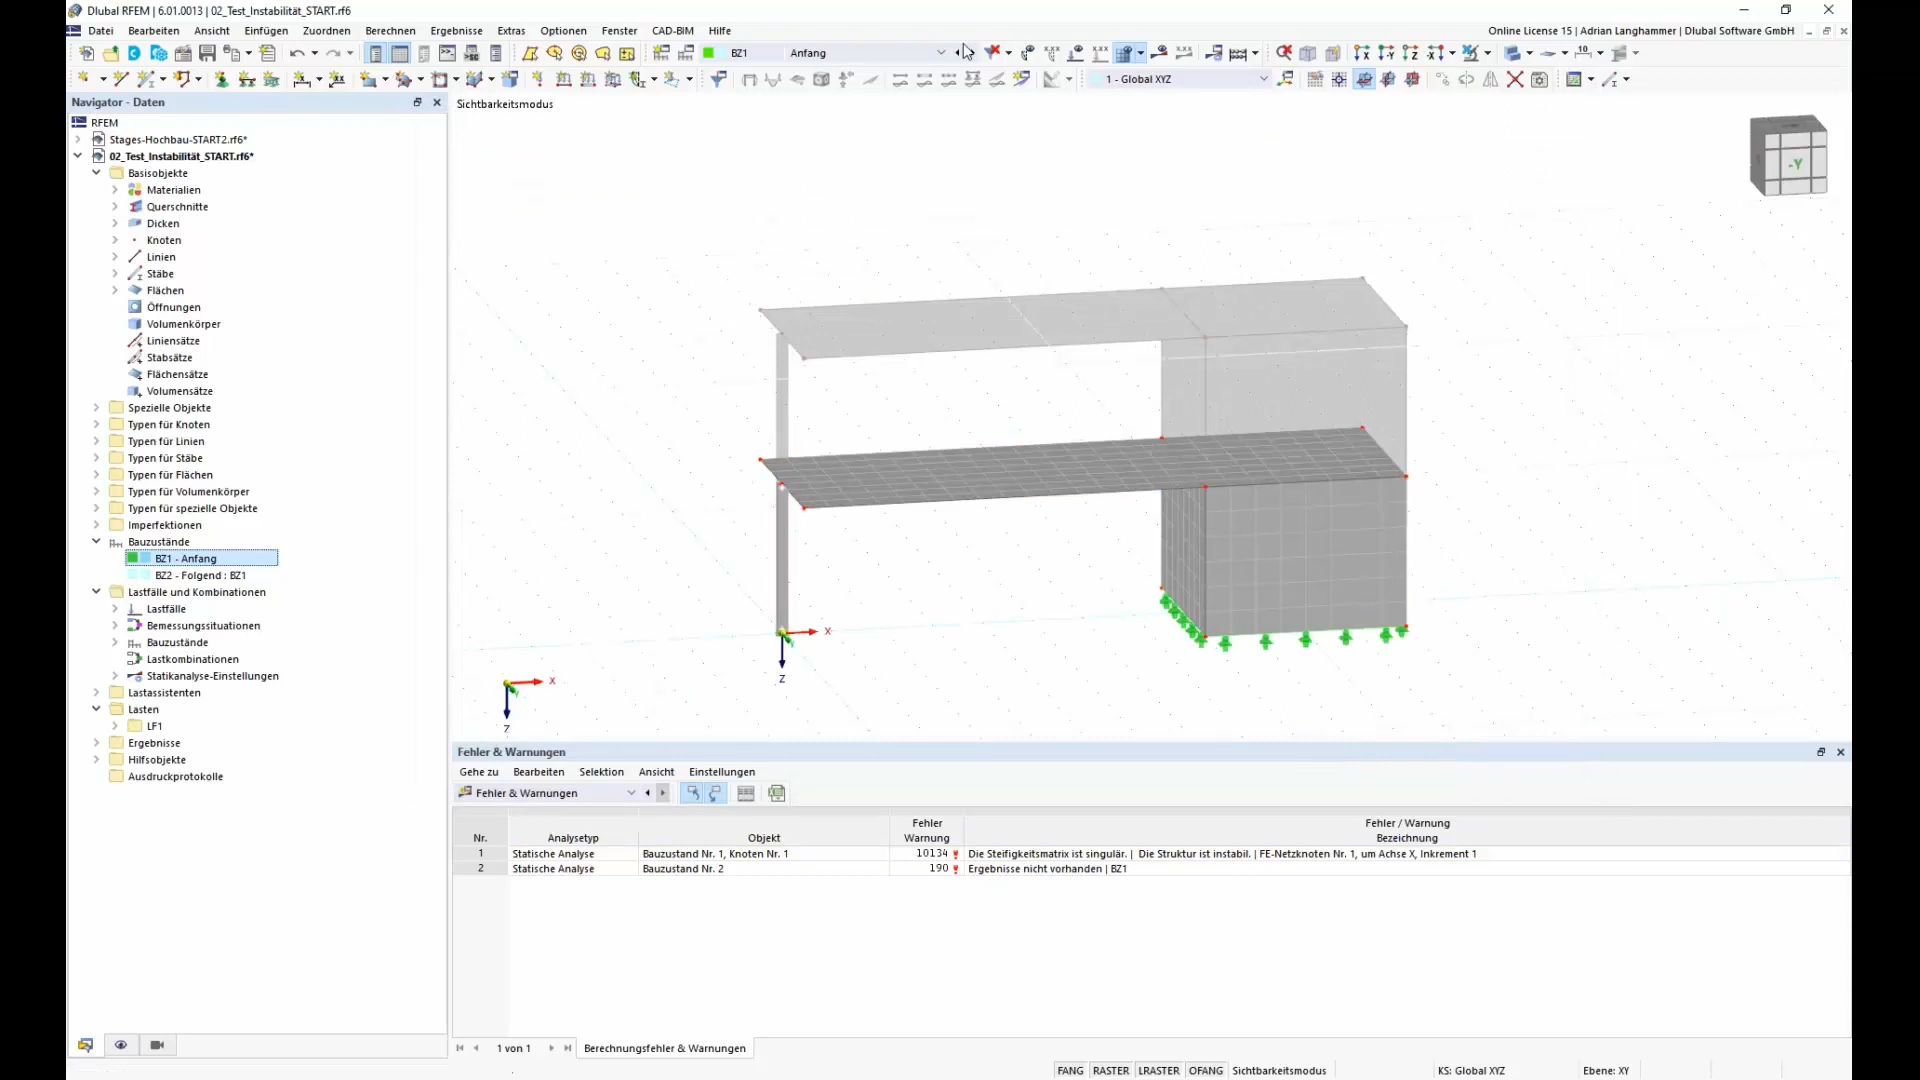 Dlubal RFEM | 6.01.0013 | 02_Test_Instabilität_START.rf6
Datei Bearbeiten Ansicht Einfügen Zuordnen Berechnen Ergebnisse Extras Optionen Fenster CAD-BIM Hilfe
Online License 15 | Adrian Langhammer | Dlubal Software GmbH
BZ1 Anfang
1 - Global XYZ
Navigator - Daten
RFEM
Stages-Hochbau-START2.rf6*
02_Test_Instabilität_START.rf6*
Basisobjekte
Materialien
Querschnitte
Dicken
Knoten
Linien
Stäbe
Flächen
Öffnungen
Volumenkörper
Liniensätze
Stabsätze
Flächensätze
Volumensätze
Spezielle Objekte
Typen für Knoten
Typen für Linien
Typen für Stäbe
Typen für Flächen
Typen für Volumenkörper
Typen für spezielle Objekte
Imperfektionen
Bauzustände
BZ1 - Anfang
BZ2 - Folgend : BZ1
Lastfälle und Kombinationen
Lastfälle
Bemessungssituationen
Bauzustände
Lastkombinationen
Statikanalyse-Einstellungen
Lastassistenten
Lasten
LF1
Ergebnisse
Hilfsobjekte
Ausdruckprotokolle
Sichtbarkeitsmodus
-Y
X
Z
X
Z
Fehler & Warnungen
Gehe zu Bearbeiten Selektion Ansicht Einstellungen
Fehler & Warnungen
Nr. Analysetyp Objekt Fehler Warnung Fehler / Warnung Bezeichnung
1 Statische Analyse Bauzustand Nr. 1, Knoten Nr. 1 10134 Die Steifigkeitsmatrix ist singulär. | Die Struktur ist instabil. | FE-Netzknoten Nr. 1, um Achse X, Inkrement 1
2 Statische Analyse Bauzustand Nr. 2 190 Ergebnisse nicht vorhanden | BZ1
1 von 1 Berechnungsfehler & Warnungen
FANG RASTER LRASTER OFANG Sichtbarkeitsmodus KS: Global XYZ Ebene: XY